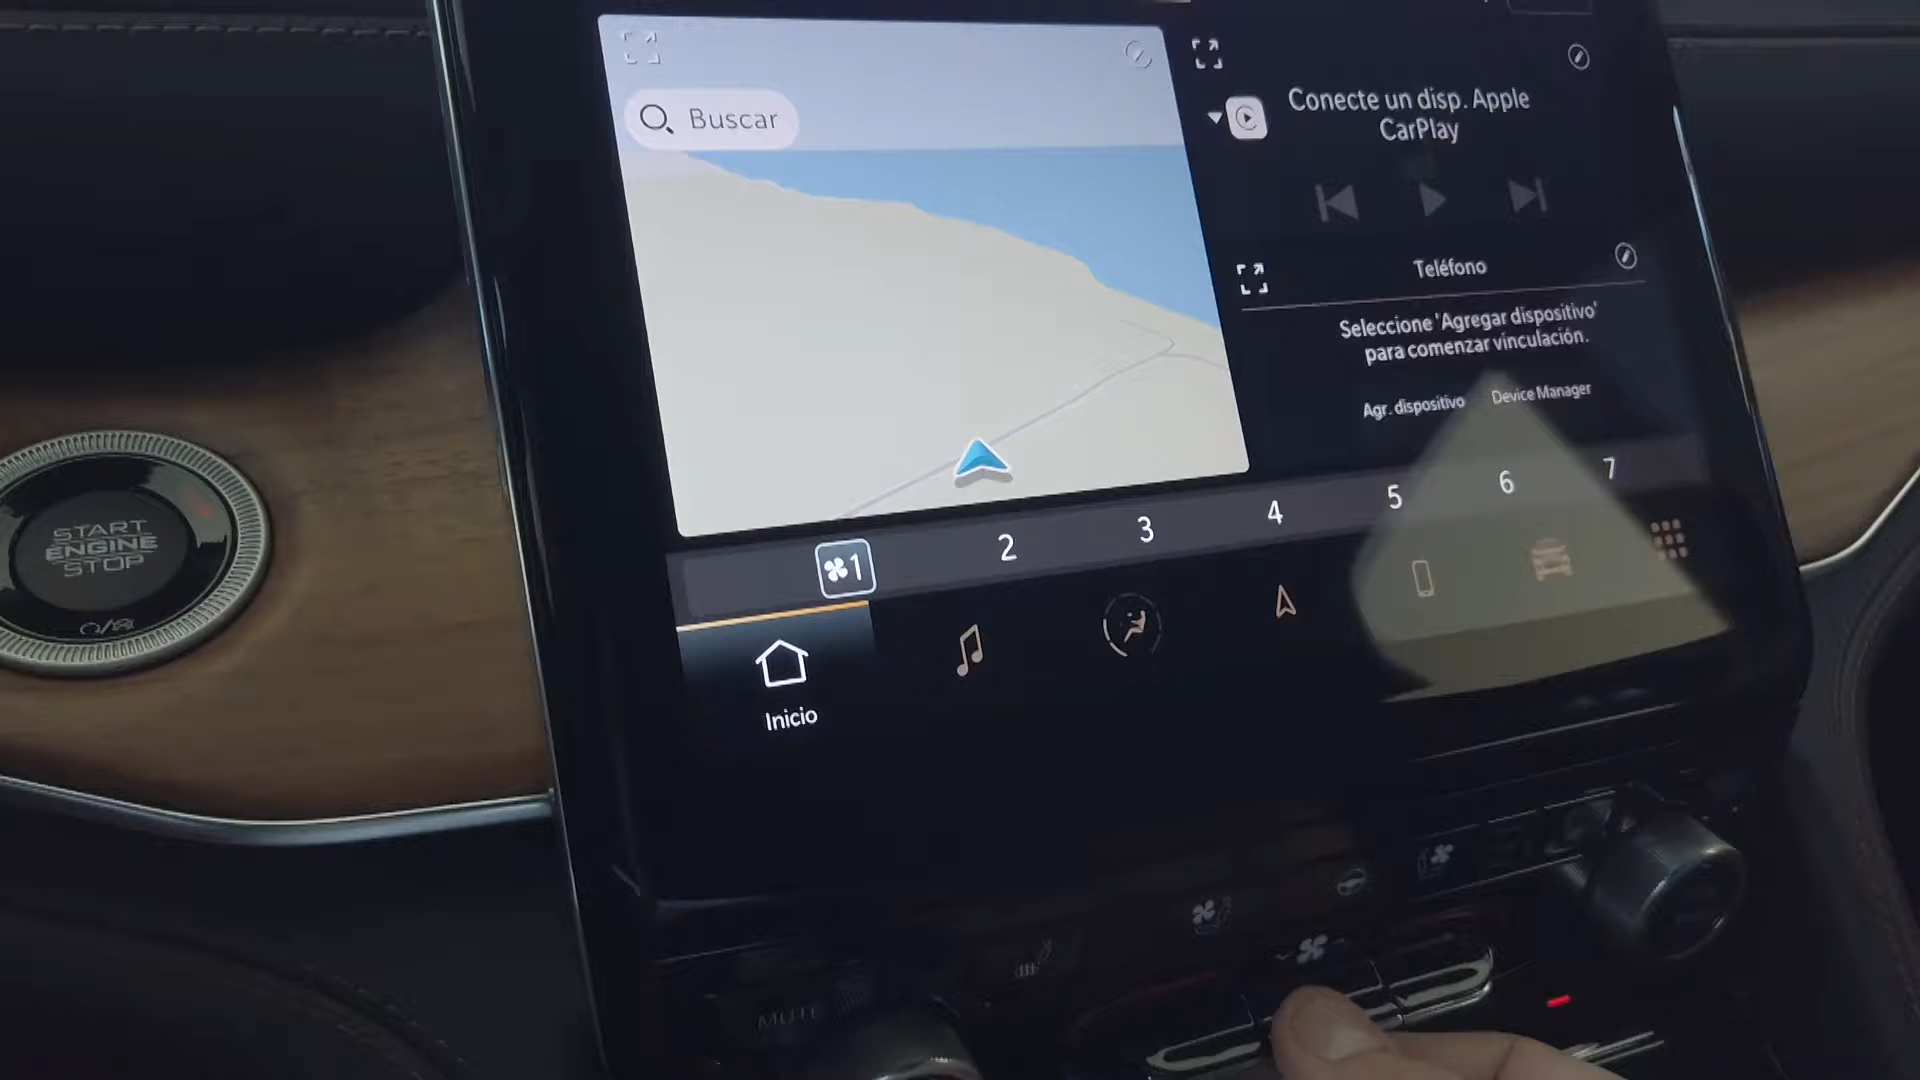 Buscar
Conecte un disp. Apple
CarPlay
Teléfono
Seleccione 'Agregar dispositivo'
para comenzar vinculación.
Agr. dispositivo Device Manager
1 2 3 4 5 6 7
Inicio
START
ENGINE
STOP
MUTE